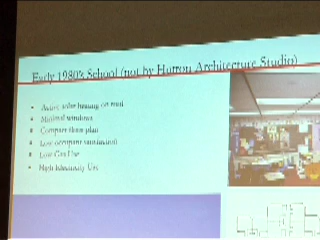 Early 1980's School (not by Hutton Architecture Studio)
Active solar heating on roof
Minimal windows
Compact floor plan
Low occupant satisfaction
Low Gas Use
High Electricity Use